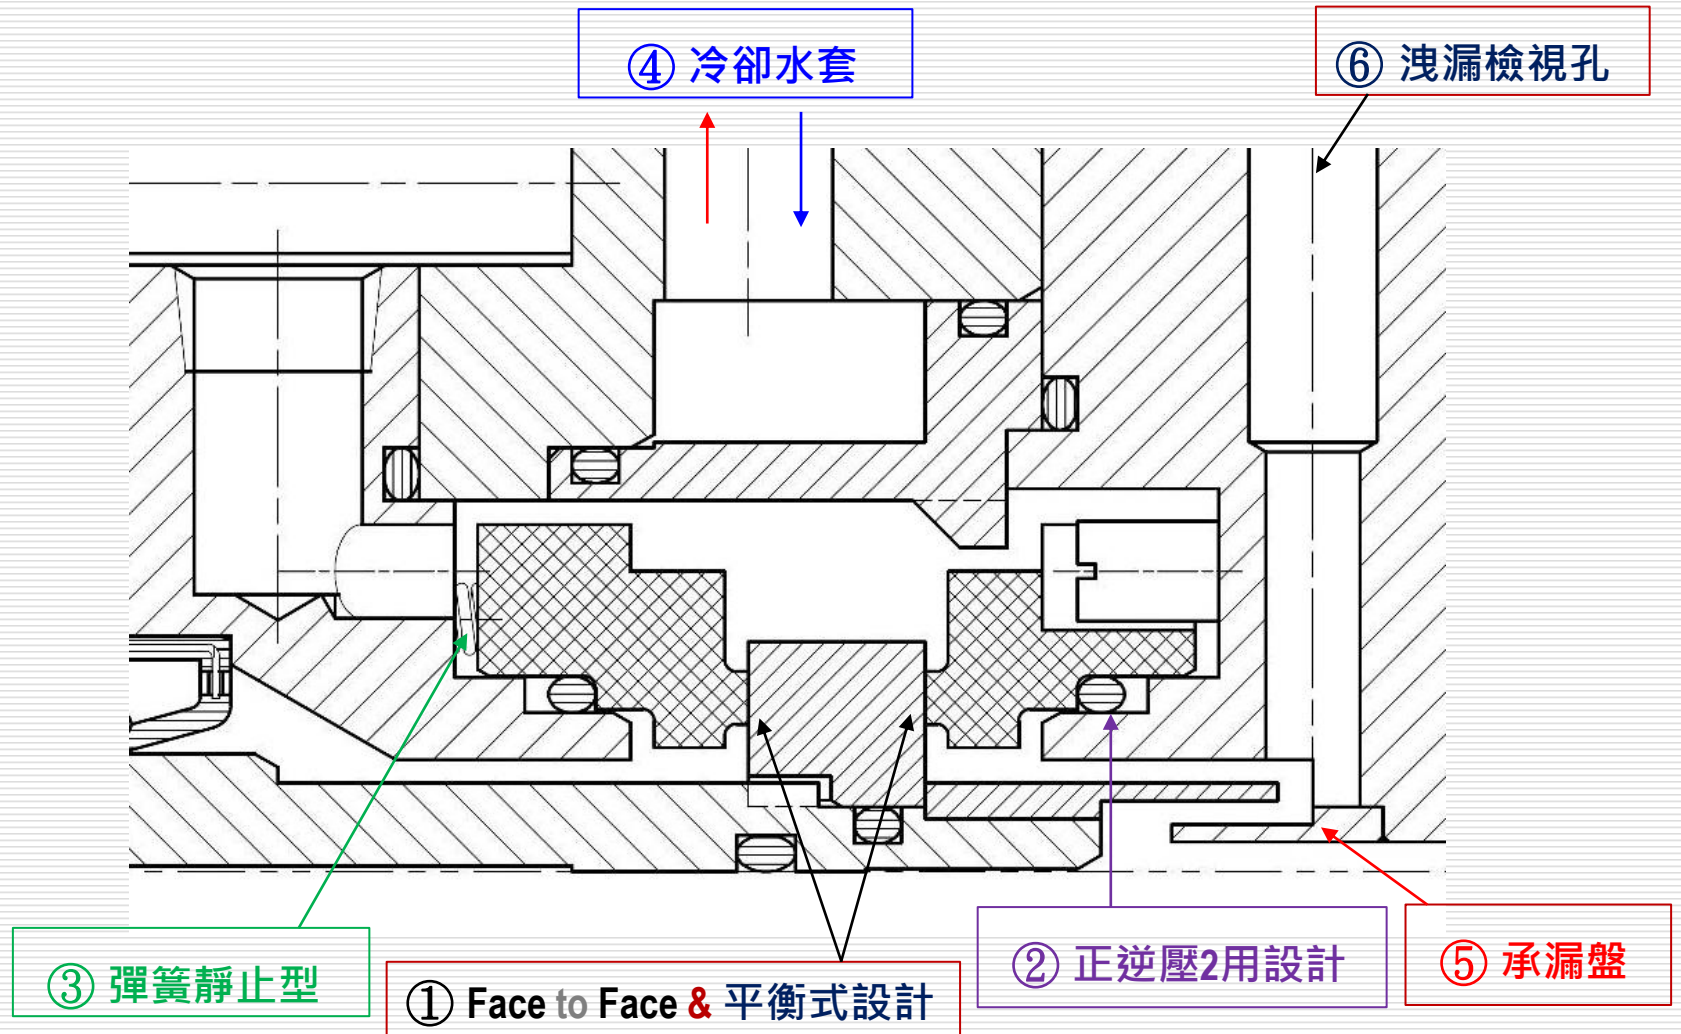 ④ 冷卻水套
⑥ 洩漏檢視孔
③ 彈簧靜止型
① Face to Face & 平衡式設計
② 正逆壓2用設計
⑤ 承漏盤